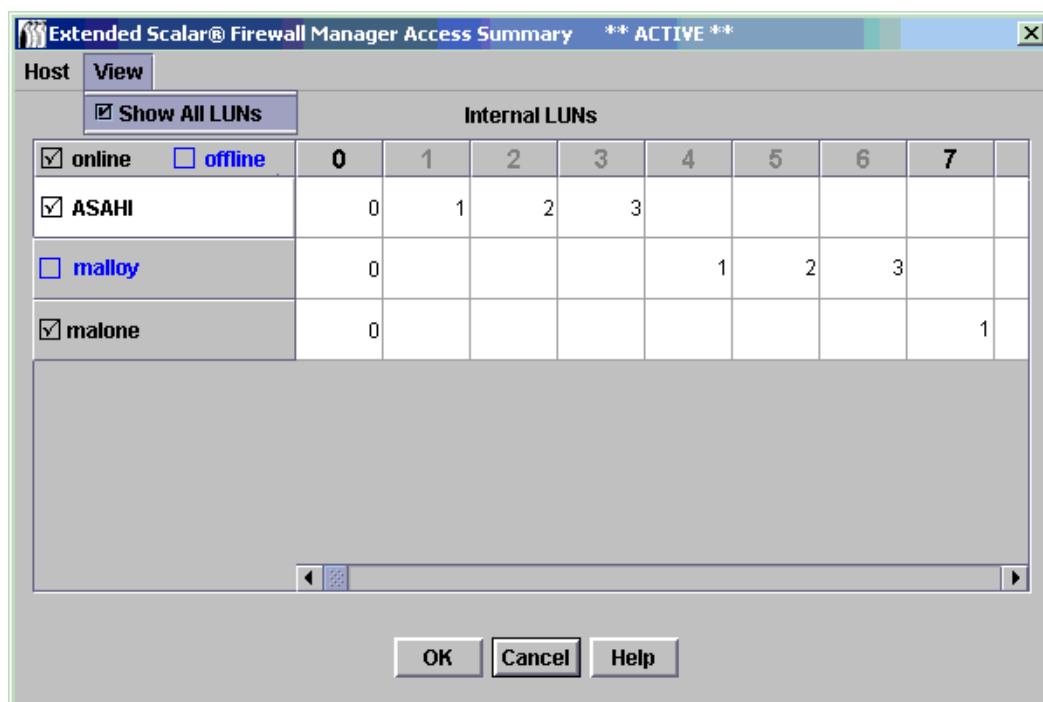 Extended Scalar® Firewall Manager Access Summary ** ACTIVE **
Host View
Show All LUNs
Internal LUNs
online offline 0 1 2 3 4 5 6 7
ASAHI 0 1 2 3
malloy 0 1 2 3
malone 0 1
OK Cancel Help